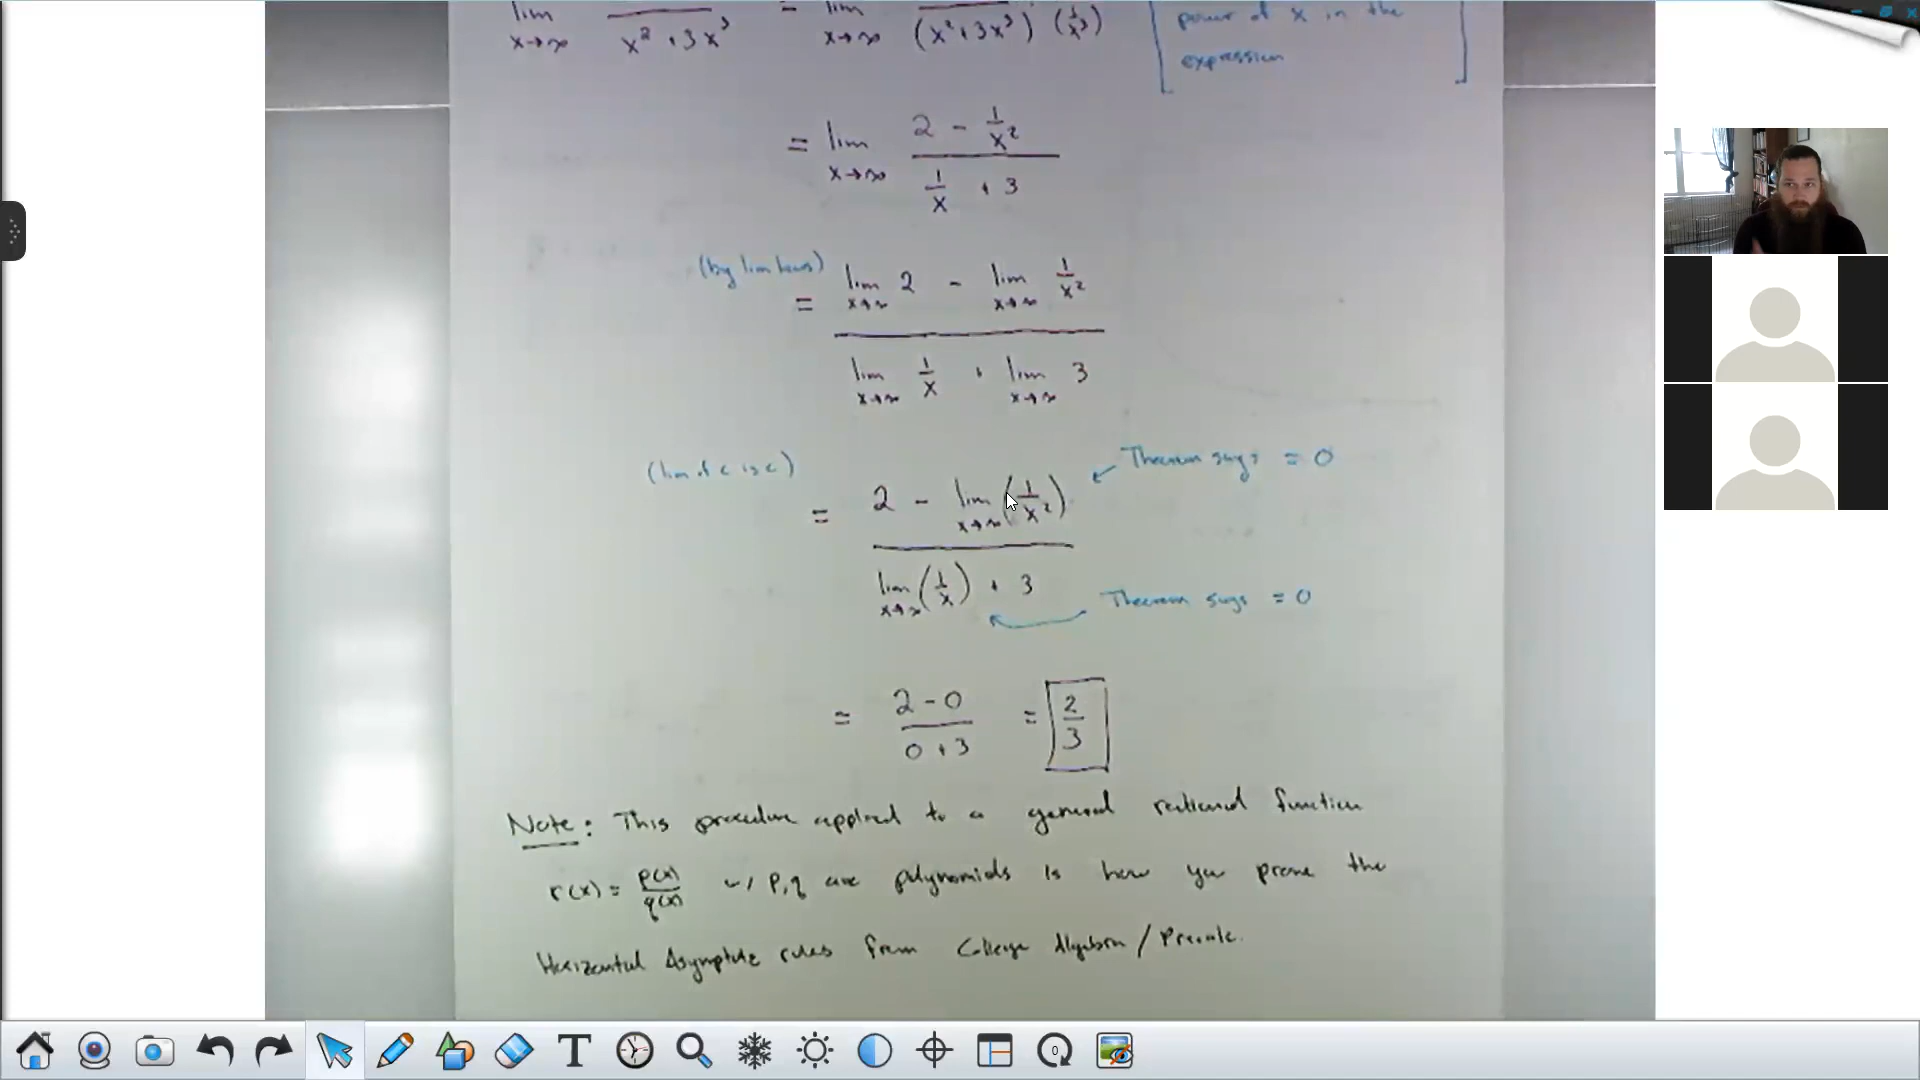 lim x→∞ x² + 3x³ = lim x→∞ (x² + 3x³) (1/x³) [ power of x in the
expression ]
= lim x→∞ (2 - 1/x²) / (1/x + 3)
(by lim laws) = (lim x→∞ 2 - lim x→∞ 1/x²) / (lim x→∞ 1/x + lim x→∞ 3)
(lim of c is c) = (2 - lim x→∞ (1/x²)) / (lim x→∞ (1/x) + 3)
Theorem says = 0
Theorem says = 0
= (2 - 0) / (0 + 3) = 2/3
Note: This procedure applied to a general rational function
r(x) = p(x)/q(x) w/ p,q are polynomials is how you prove the
Horizontal Asymptote rules from College Algebra / Precalc.
T
0